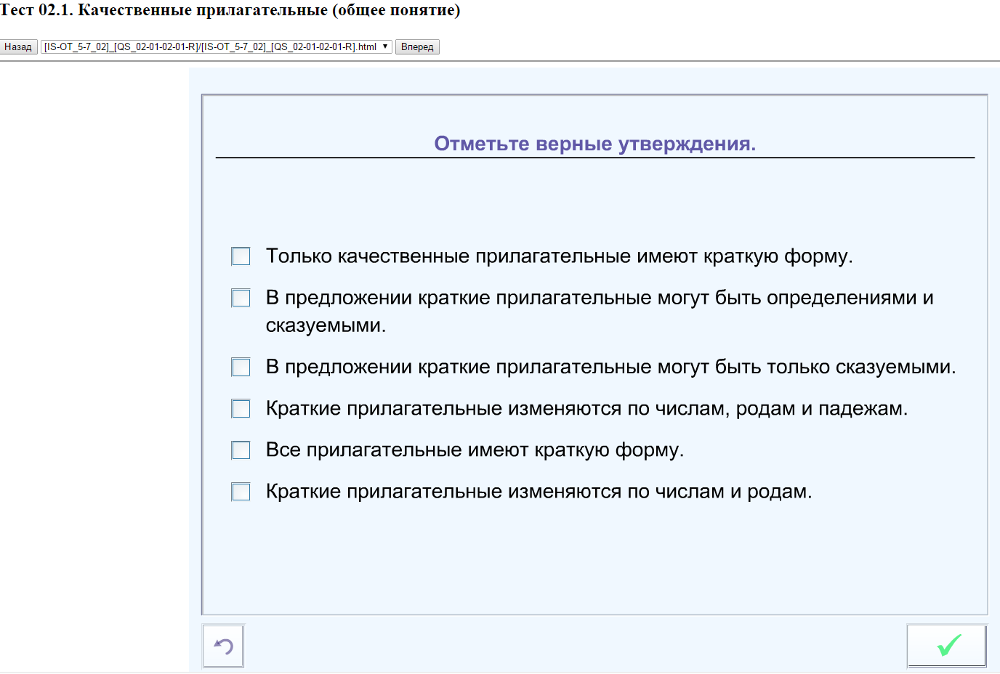 Тест 02.1. Качественные прилагательные (общее понятие)
Назад [IS-OT_5-7_02]_[QS_02-01-02-01-R]/[IS-OT_5-7_02]_[QS_02-01-02-01-R].html Вперед
Отметьте верные утверждения.
Только качественные прилагательные имеют краткую форму.
В предложении краткие прилагательные могут быть определениями и
сказуемыми.
В предложении краткие прилагательные могут быть только сказуемыми.
Краткие прилагательные изменяются по числам, родам и падежам.
Все прилагательные имеют краткую форму.
Краткие прилагательные изменяются по числам и родам.